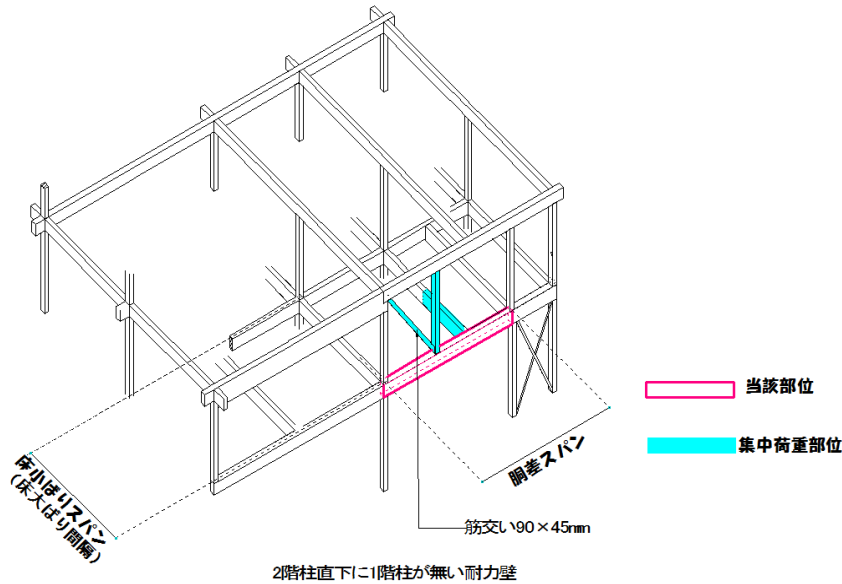 当該部位
集中荷重部位
胴差スパン
床小ばりスパン
(床大ばり間隔)
筋交い90×45mm
2階柱直下に1階柱が無い耐力壁